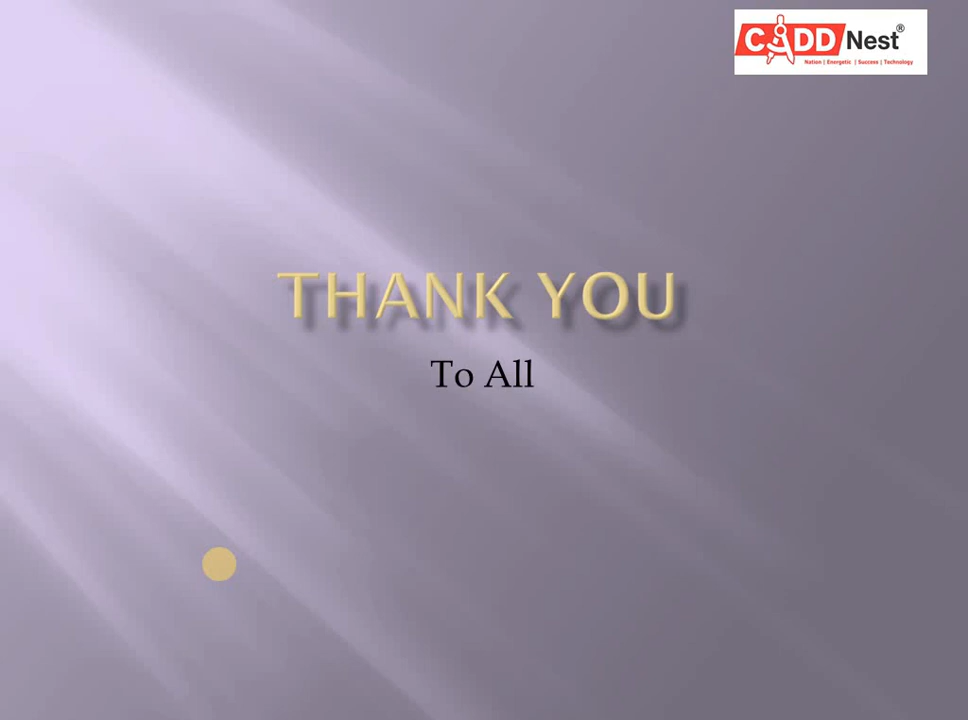 CADD Nest®
Nation | Energetic | Success | Technology
THANK YOU
To All